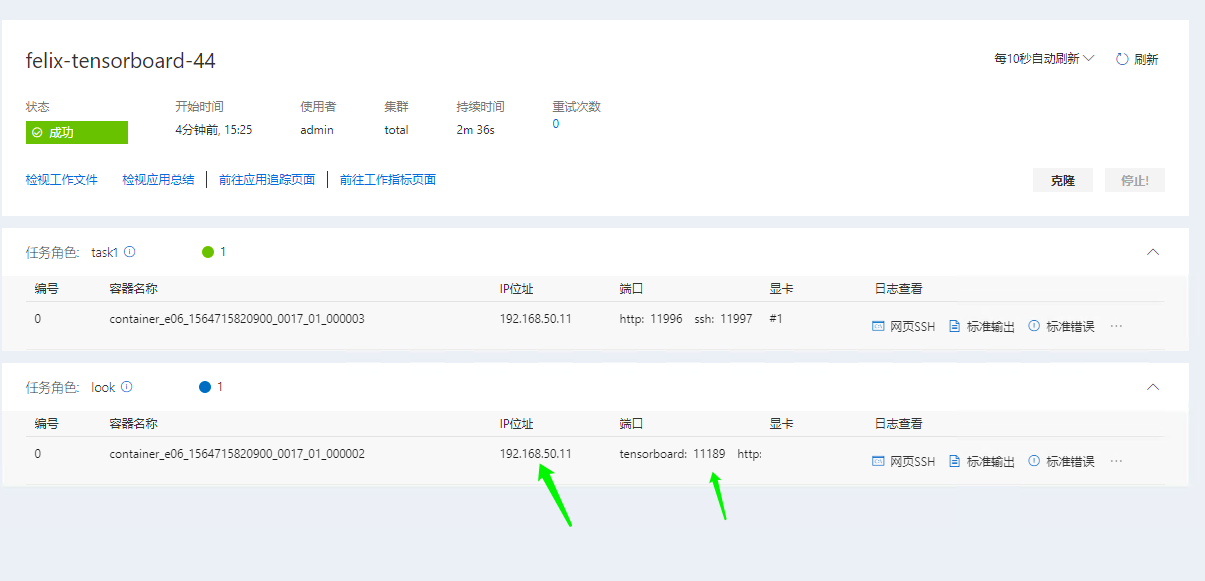 felix-tensorboard-44
每10秒自动刷新 刷新
状态 开始时间 使用者 集群 持续时间 重试次数
成功 4分钟前, 15:25 admin total 2m 36s 0
检视工作文件 检视应用总结 前往应用追踪页面 前往工作指标页面 克隆 停止!
任务角色: task1 1
编号 容器名称 IP位址 端口 显卡 日志查看
0 container_e06_1564715820900_0017_01_000003 192.168.50.11 http: 11996 ssh: 11997 #1 网页SSH 标准输出 标准错误 ...
任务角色: look 1
编号 容器名称 IP位址 端口 显卡 日志查看
0 container_e06_1564715820900_0017_01_000002 192.168.50.11 tensorboard: 11189 http: 网页SSH 标准输出 标准错误 ...